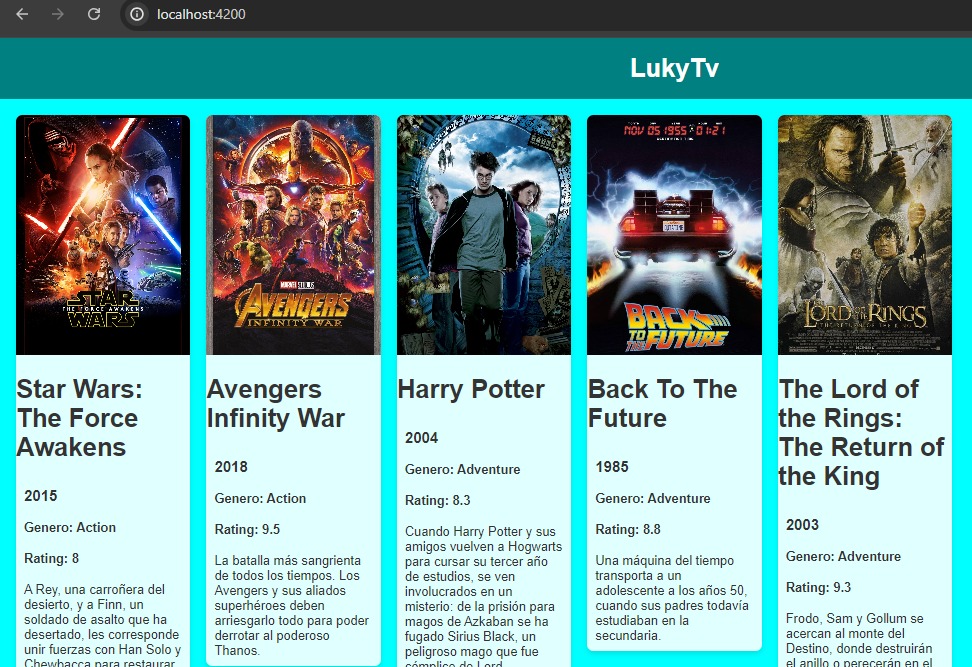 localhost:4200
LukyTv
STAR
THE FORCE AWAKENS
WARS
Star Wars:
The Force
Awakens
2015
Genero: Action
Rating: 8
A Rey, una carroñera del
desierto, y a Finn, un
soldado de asalto que ha
desertado, les corresponde
unir fuerzas con Han Solo y
Chewbacca para restaurar
MARVEL STUDIOS
AVENGERS
INFINITY WAR
Avengers
Infinity War
2018
Genero: Action
Rating: 9.5
La batalla más sangrienta
de todos los tiempos. Los
Avengers y sus aliados
superhéroes deben
arriesgarlo todo para poder
derrotar al poderoso
Thanos.
Harry Potter
2004
Genero: Adventure
Rating: 8.3
Cuando Harry Potter y sus
amigos vuelven a Hogwarts
para cursar su tercer año
de estudios, se ven
involucrados en un
misterio: de la prisión para
magos de Azkaban se ha
fugado Sirius Black, un
peligroso mago que fue
cómplice de Lord
NOV 05 1955 01:21
OUTATIME
BACK
TO THE
FUTURE
Back To The
Future
1985
Genero: Adventure
Rating: 8.8
Una máquina del tiempo
transporta a un
adolescente a los años 50,
cuando sus padres todavía
estudiaban en la
secundaria.
THE
LORD OF THE RINGS
THE RETURN OF THE KING
The Lord of
the Rings:
The Return of
the King
2003
Genero: Adventure
Rating: 9.3
Frodo, Sam y Gollum se
acercan al monte del
Destino, donde destruirán
el anillo o perecerán en el